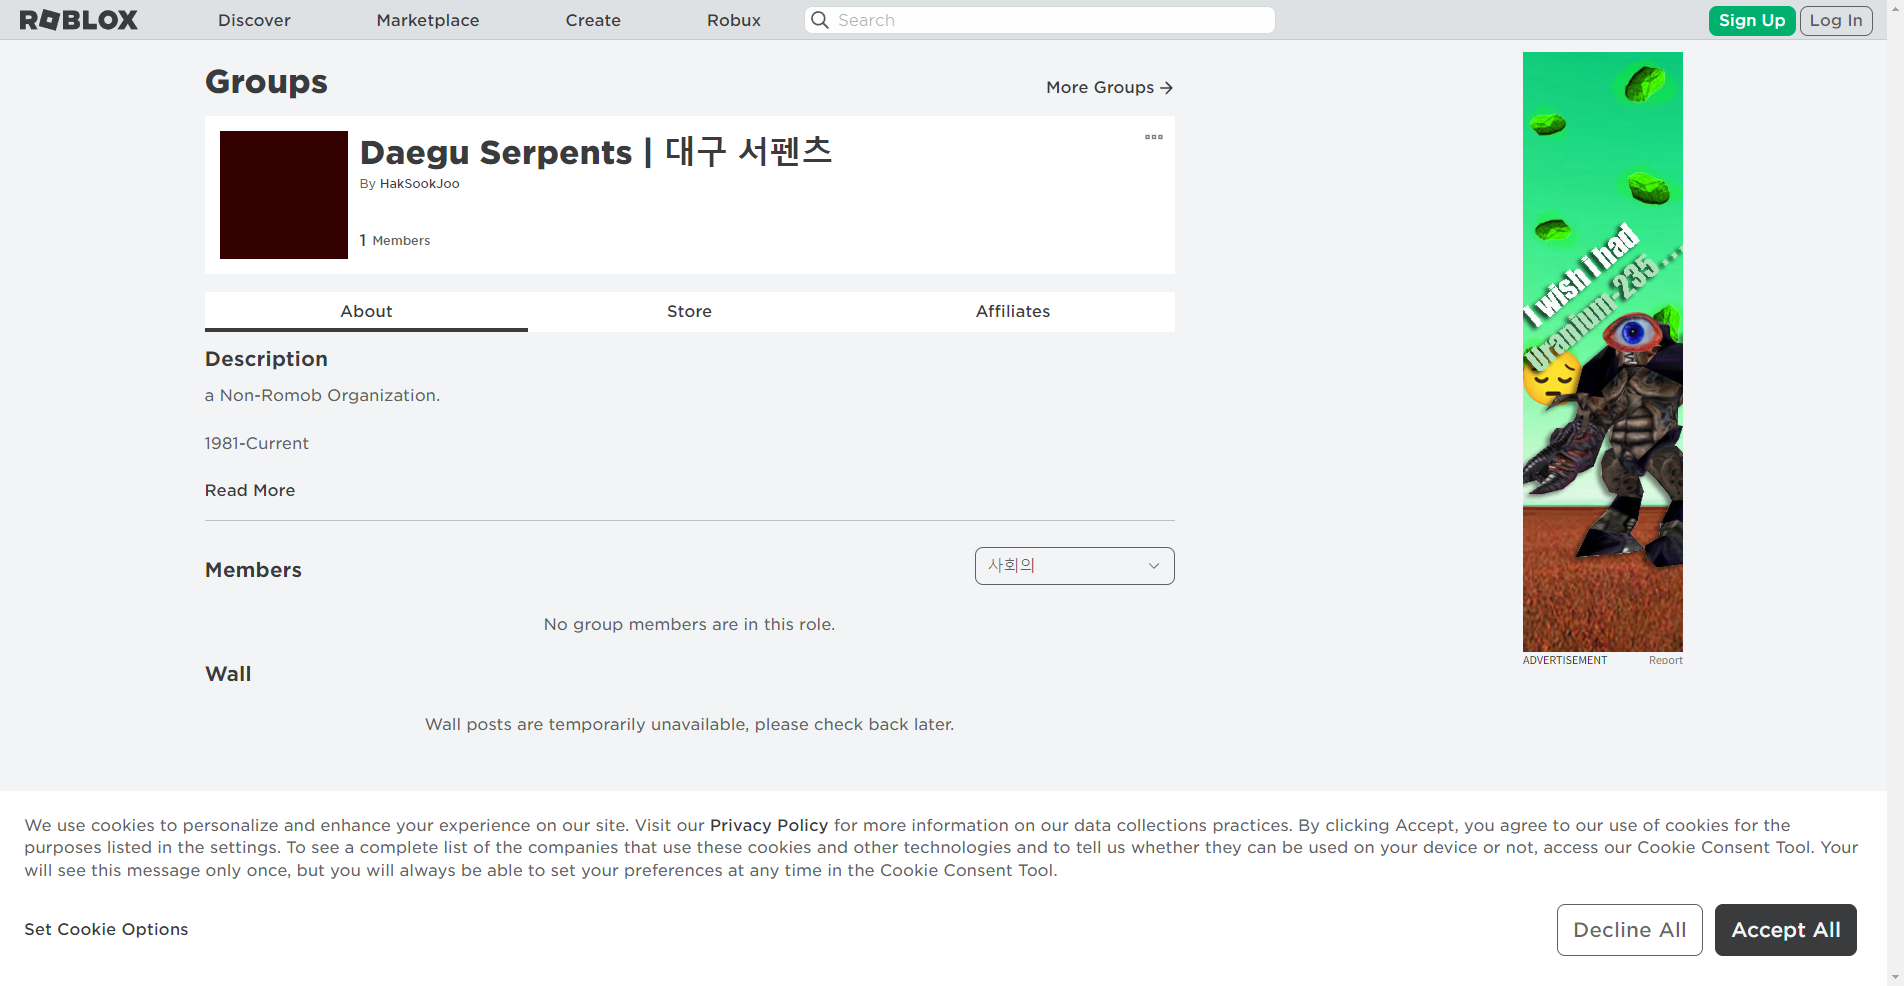 ROBLOX
Discover
Marketplace
Create
Robux
Search
Sign Up
Log In
Groups
More Groups
Daegu Serpents | 대구 서펜츠
By HakSookJoo
1 Members
About
Store
Affiliates
Description
a Non-Romob Organization.
1981-Current
Read More
Members
사회의
No group members are in this role.
Wall
Wall posts are temporarily unavailable, please check back later.
I wish i had
Uranium-235....
ADVERTISEMENT
Report
We use cookies to personalize and enhance your experience on our site. Visit our Privacy Policy for more information on our data collections practices. By clicking Accept, you agree to our use of cookies for the
purposes listed in the settings. To see a complete list of the companies that use these cookies and other technologies and to tell us whether they can be used on your device or not, access our Cookie Consent Tool. Your
will see this message only once, but you will always be able to set your preferences at any time in the Cookie Consent Tool.
Set Cookie Options
Decline All
Accept All